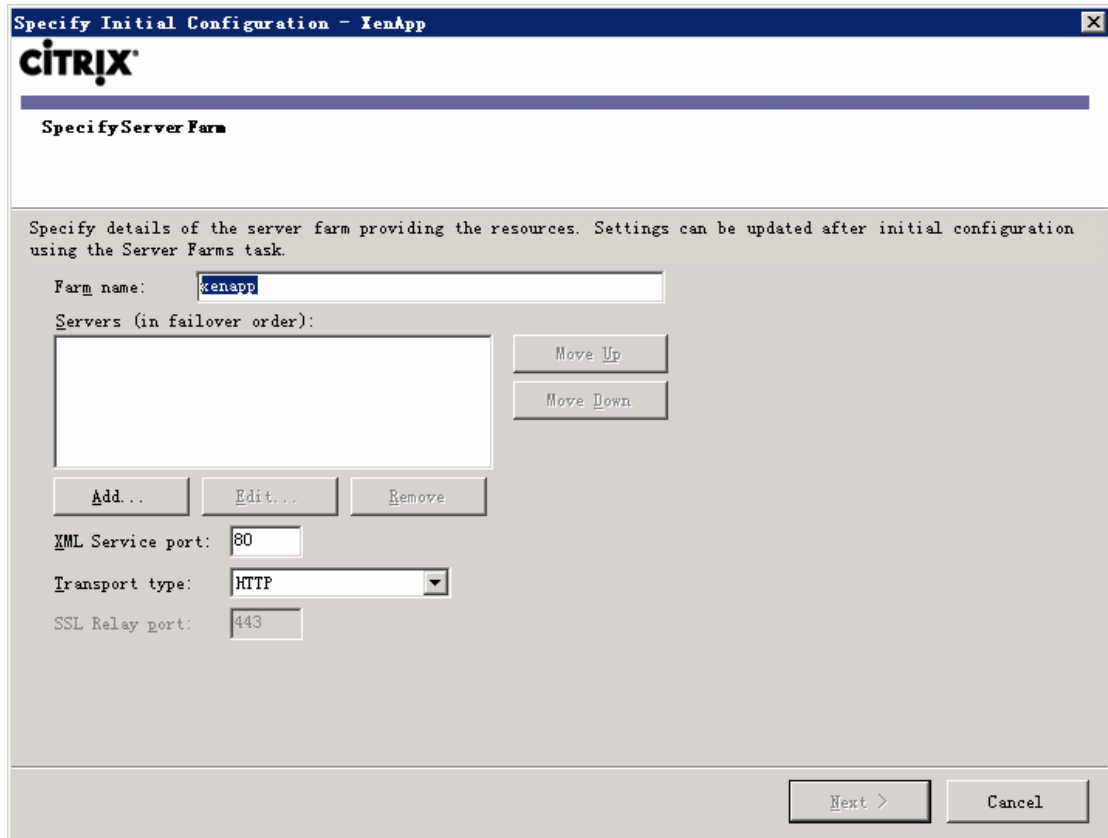 Specify Initial Configuration - XenApp
CİTRIX®
Specify Server Farm
Specify details of the server farm providing the resources. Settings can be updated after initial configuration
using the Server Farms task.
Farm name: xenapp
Servers (in failover order):
Move Up
Move Down
Add... Edit... Remove
XML Service port: 80
Transport type: HTTP
SSL Relay port: 443
Next > Cancel